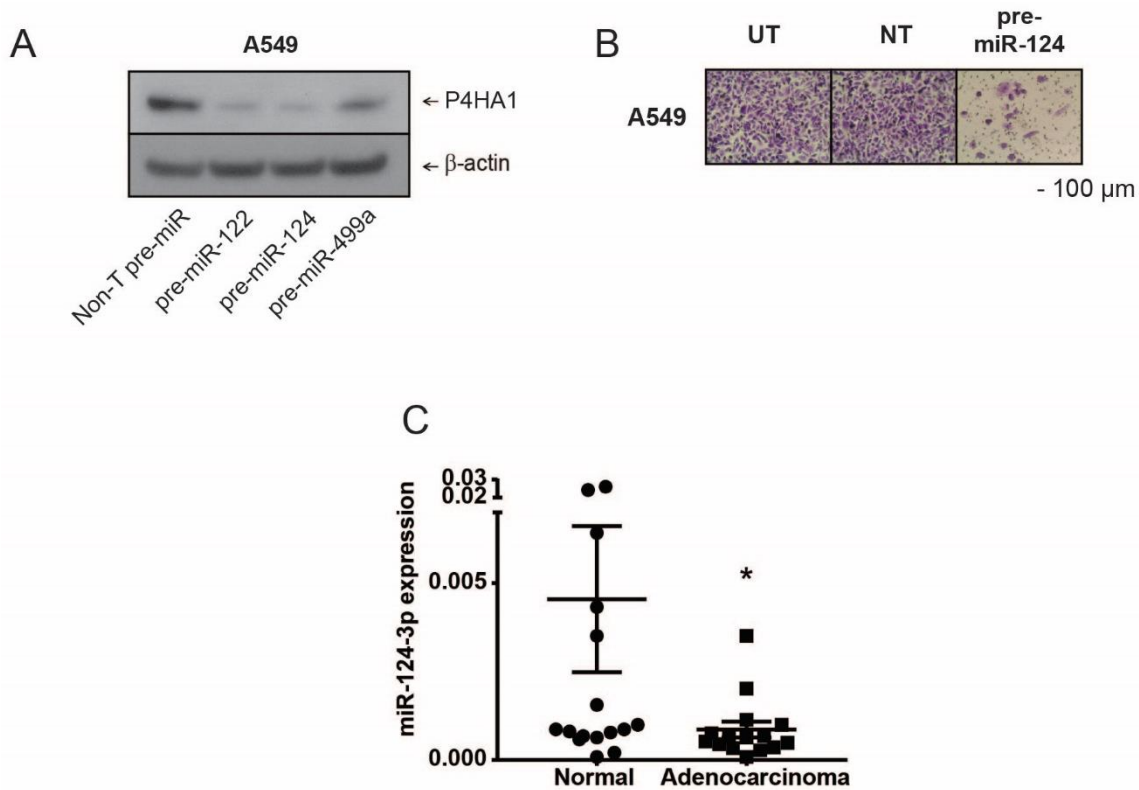 A
A549
← P4HA1
← β-actin
Non-T pre-miR
pre-miR-122
pre-miR-124
pre-miR-499a
B
UT
NT
pre-
miR-124
A549
- 100 µm
C
miR-124-3p expression
0.03
0.02
0.005
0.000
*
Normal
Adenocarcinoma